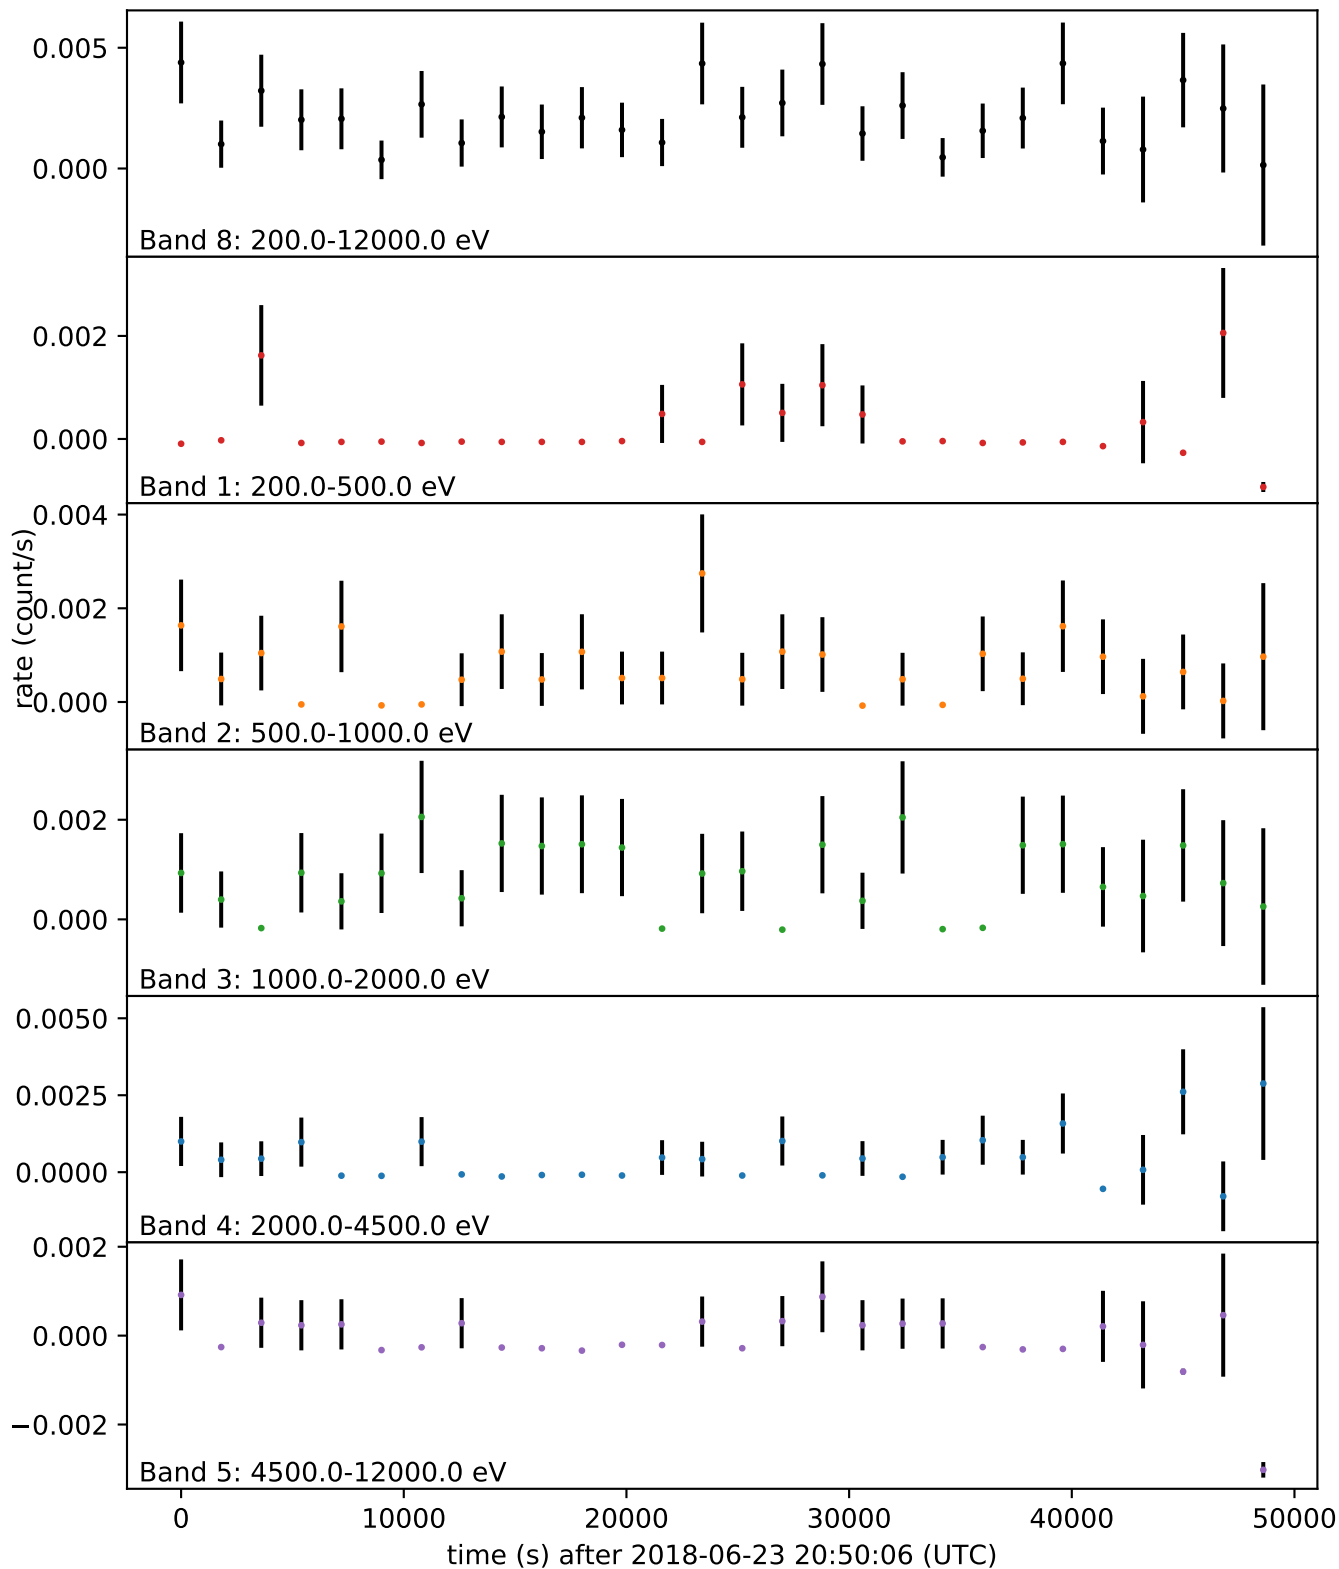 0.005
0.000
Band 8: 200.0-12000.0 eV
0.002
0.000
Band 1: 200.0-500.0 eV
0.004
0.002
0.000
Band 2: 500.0-1000.0 eV
rate (count/s)
0.002
0.000
Band 3: 1000.0-2000.0 eV
0.0050
0.0025
0.0000
Band 4: 2000.0-4500.0 eV
0.002
0.000
−0.002
Band 5: 4500.0-12000.0 eV
0 10000 20000 30000 40000 50000
time (s) after 2018-06-23 20:50:06 (UTC)